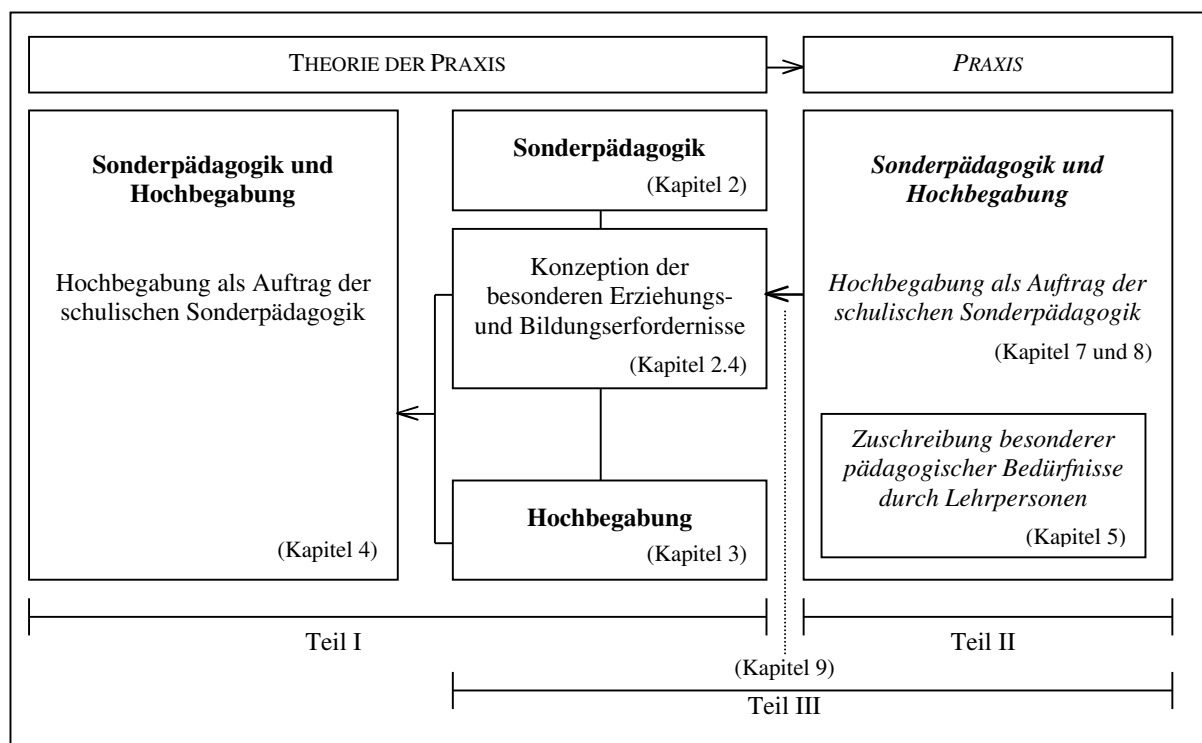 THEORIE DER PRAXIS
PRAXIS
Sonderpädagogik und
Hochbegabung
Hochbegabung als Auftrag der
schulischen Sonderpädagogik
(Kapitel 4)
Sonderpädagogik
(Kapitel 2)
Konzeption der
besonderen Erziehungs-
und Bildungserfordernisse
(Kapitel 2.4)
Hochbegabung
(Kapitel 3)
Sonderpädagogik und
Hochbegabung
Hochbegabung als Auftrag der
schulischen Sonderpädagogik
(Kapitel 7 und 8)
Zuschreibung besonderer
pädagogischer Bedürfnisse
durch Lehrpersonen
(Kapitel 5)
Teil I
Teil II
(Kapitel 9)
Teil III